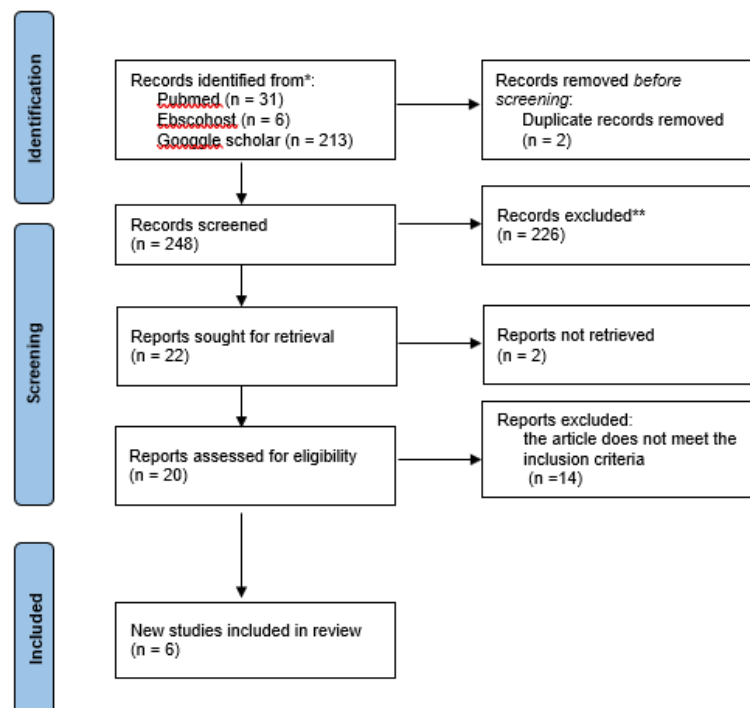 Identification
Records identified from*:
Pubmed (n = 31)
Ebscohost (n = 6)
Googgle scholar (n = 213)
Records removed before
screening:
Duplicate records removed
(n = 2)
Screening
Records screened
(n = 248)
Records excluded**
(n = 226)
Reports sought for retrieval
(n = 22)
Reports not retrieved
(n = 2)
Reports assessed for eligibility
(n = 20)
Reports excluded:
the article does not meet the
inclusion criteria
(n =14)
Included
New studies included in review
(n = 6)